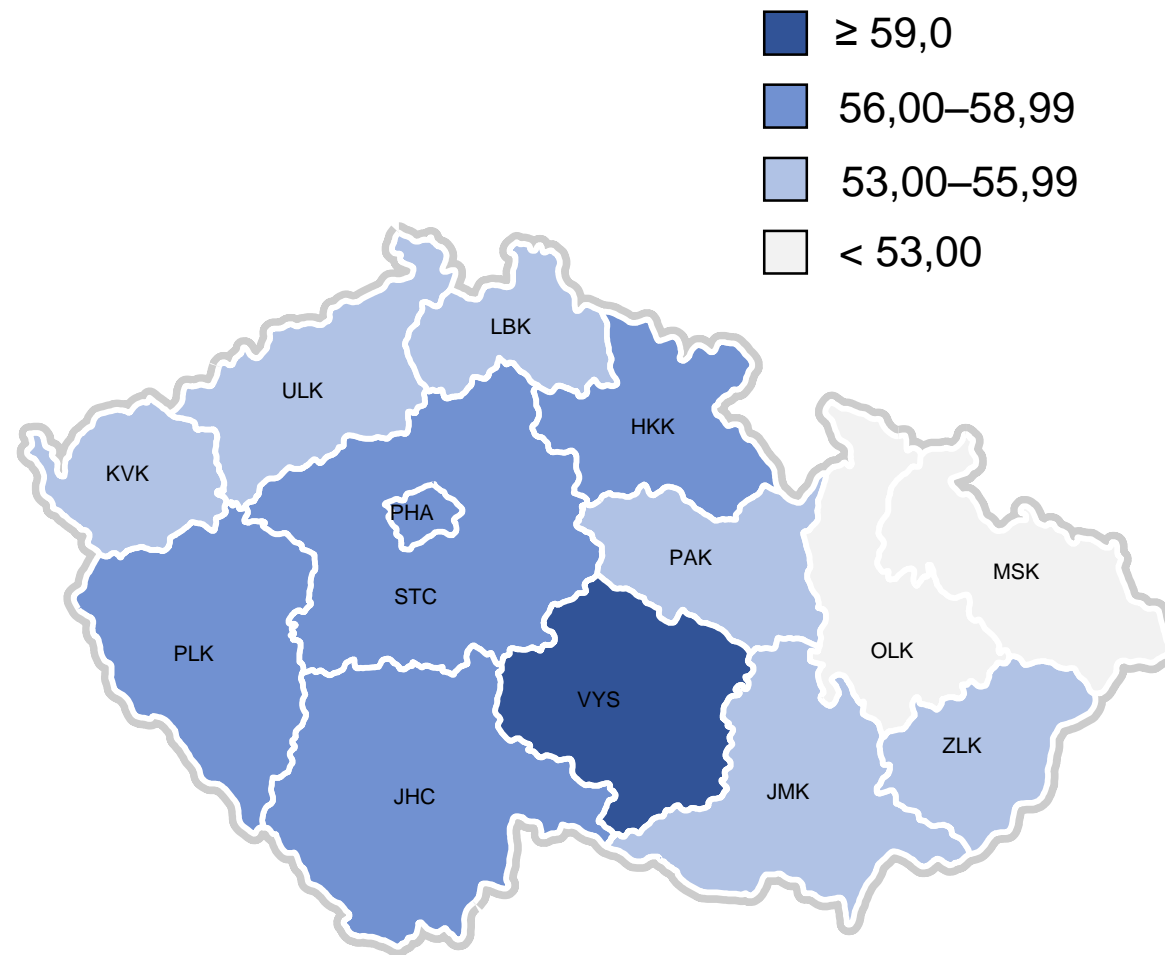 ≥ 59,0
56,00–58,99
53,00–55,99
< 53,00
LBK
ULK
HKK
KVK
PHA
PAK
MSK
STC
OLK
PLK
VYS
ZLK
JMK
JHC